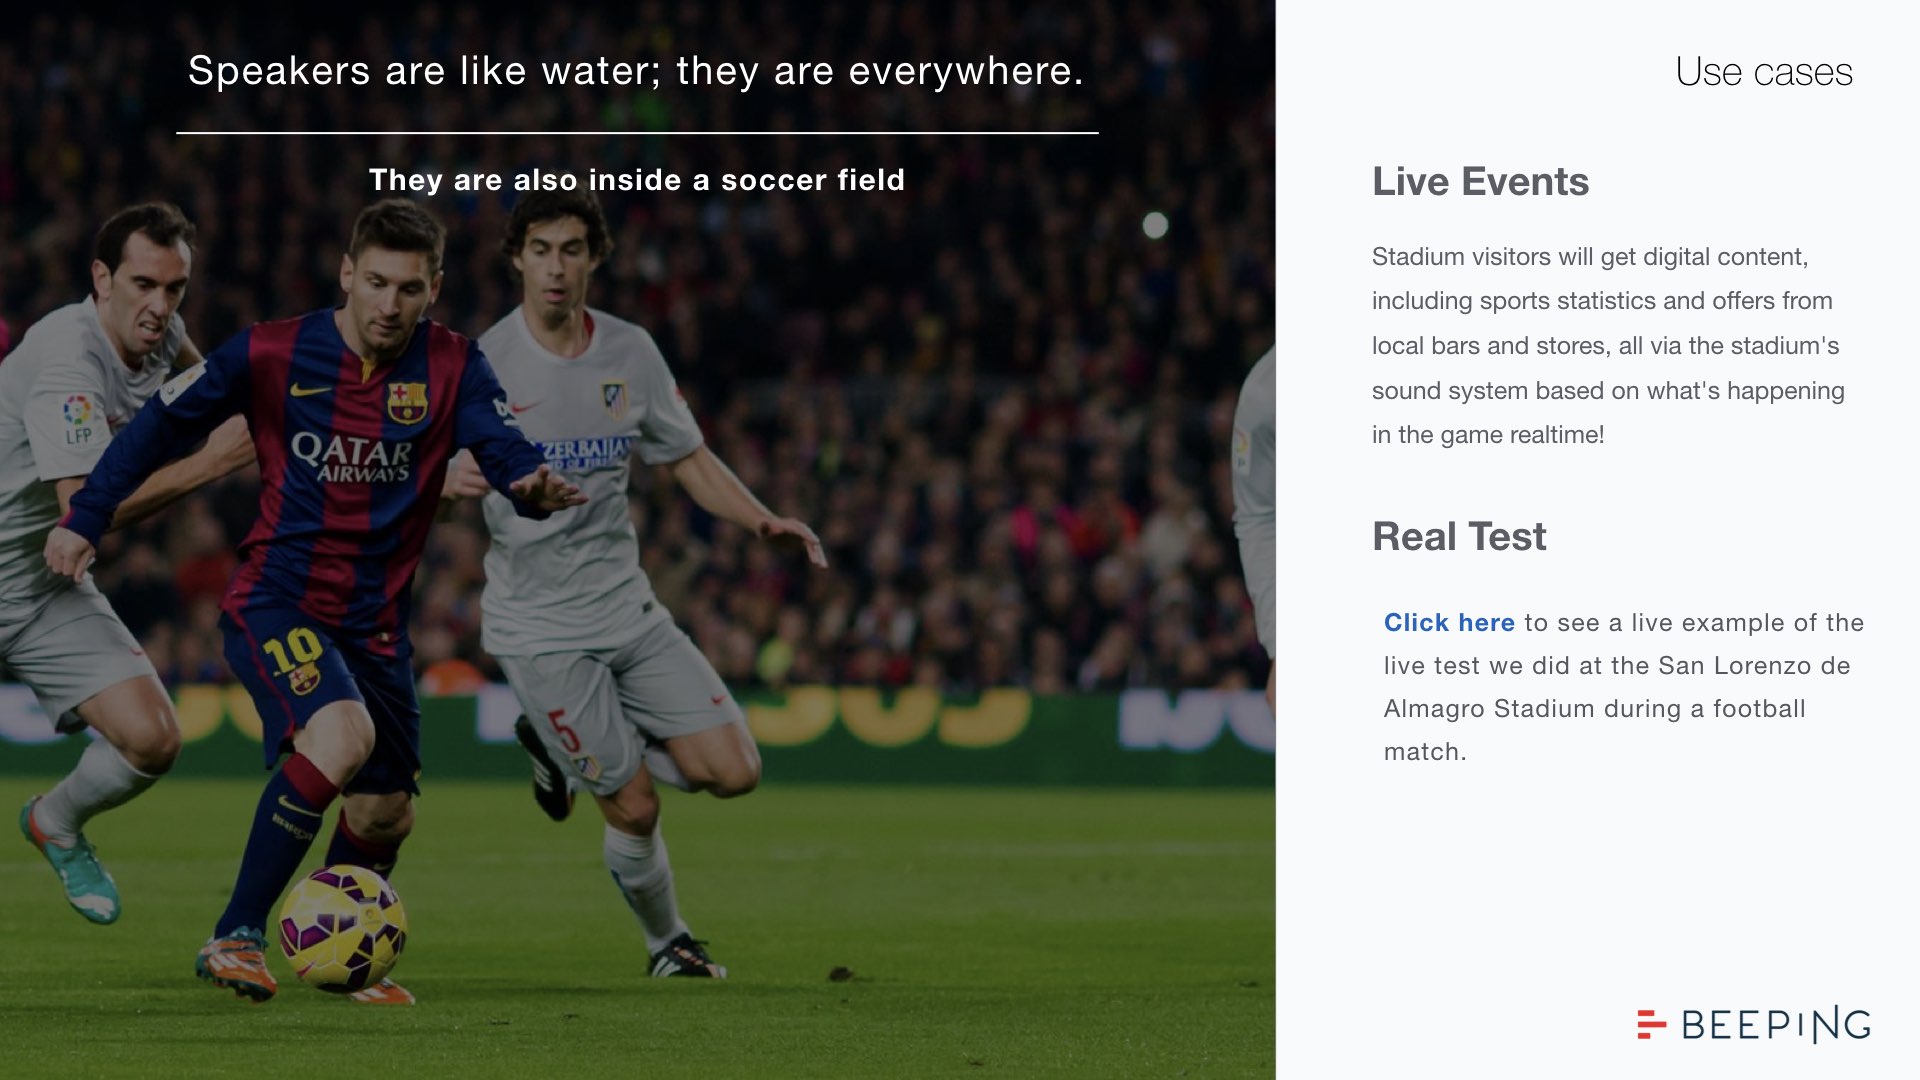 Speakers are like water; they are everywhere.
They are also inside a soccer field
LFP
QATAR
AIRWAYS
10
5
Use cases
Live Events
Stadium visitors will get digital content,
including sports statistics and offers from
local bars and stores, all via the stadium's
sound system based on what's happening
in the game realtime!
Real Test
Click here to see a live example of the
live test we did at the San Lorenzo de
Almagro Stadium during a football
match.
BEEPING